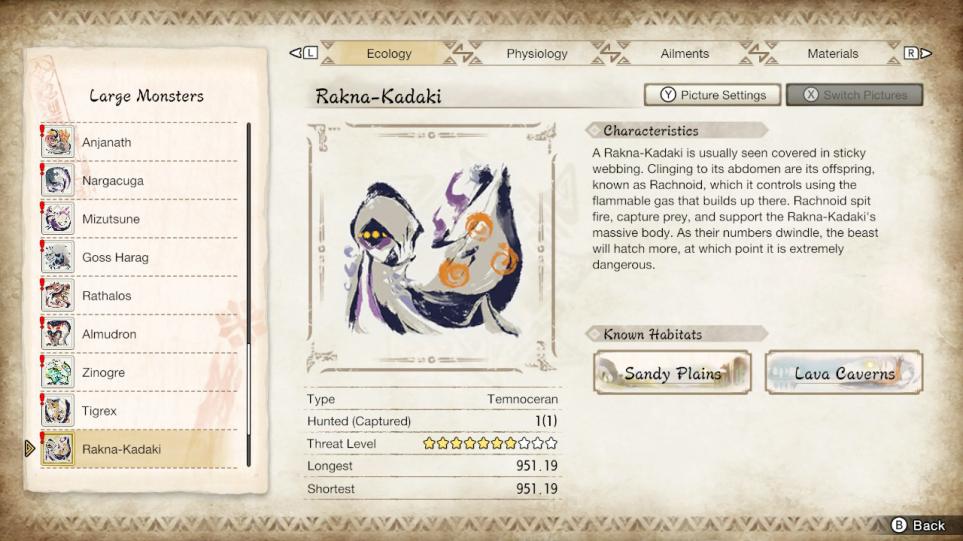 L
Ecology
Physiology
Ailments
Materials
R
Large Monsters
Anjanath
Nargacuga
Mizutsune
Goss Harag
Rathalos
Almudron
Zinogre
Tigrex
Rakna-Kadaki
Rakna-Kadaki
Y Picture Settings
X Switch Pictures
Type Temnoceran
Hunted (Captured) 1(1)
Threat Level
Longest 951.19
Shortest 951.19
Characteristics
A Rakna-Kadaki is usually seen covered in sticky
webbing. Clinging to its abdomen are its offspring,
known as Rachnoid, which it controls using the
flammable gas that builds up there. Rachnoid spit
fire, capture prey, and support the Rakna-Kadaki's
massive body. As their numbers dwindle, the beast
will hatch more, at which point it is extremely
dangerous.
Known Habitats
Sandy Plains
Lava Caverns
B Back